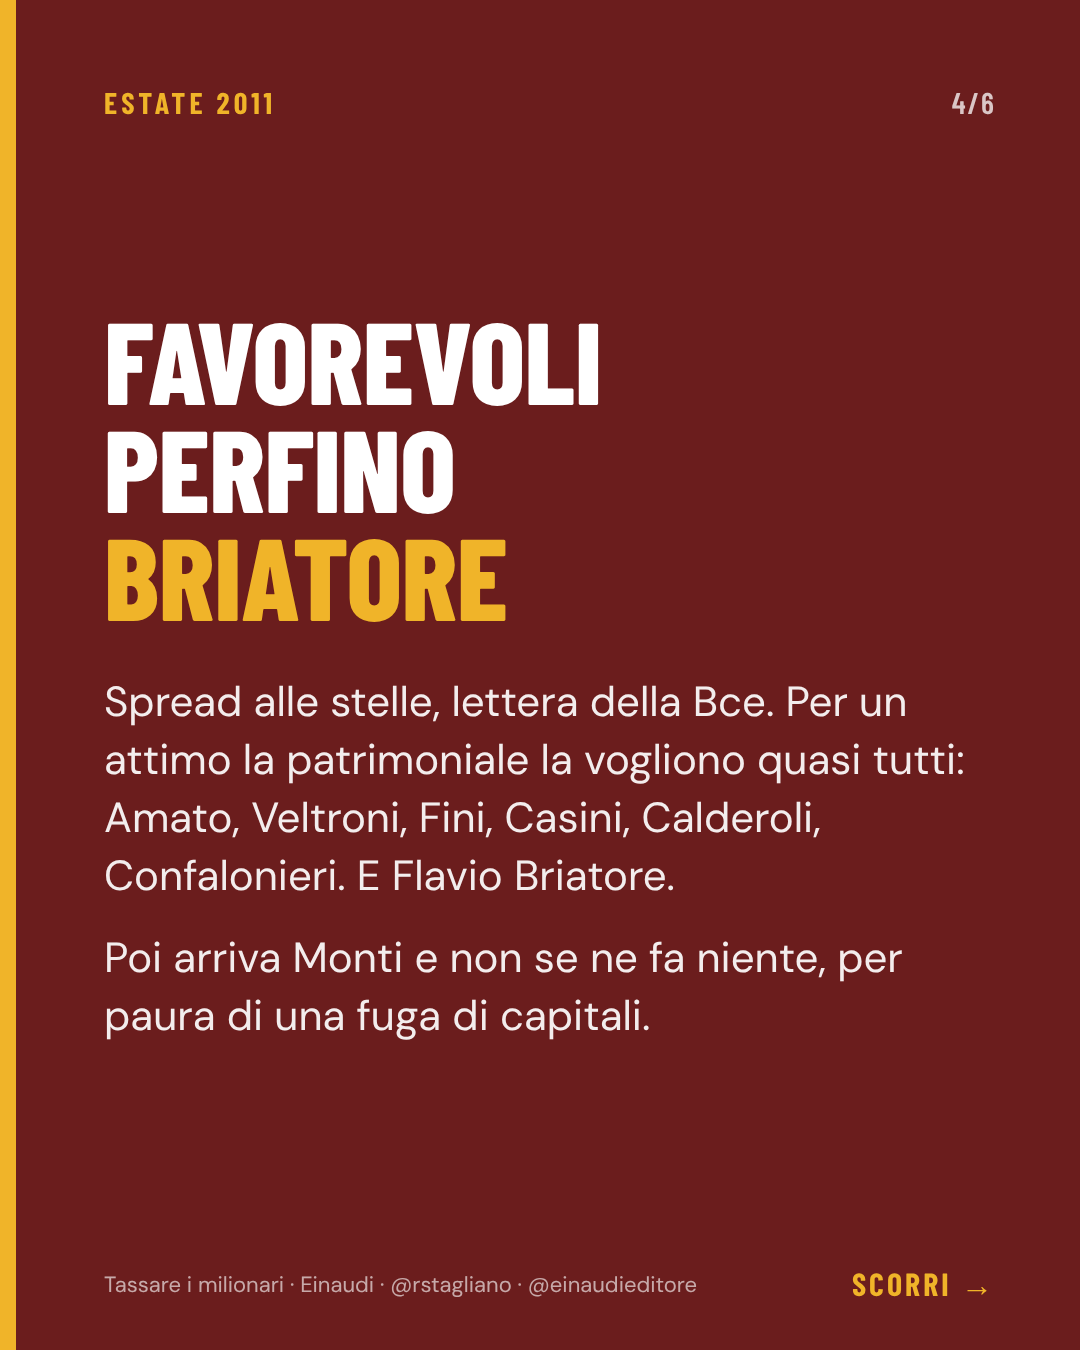 ESTATE 2011
4/6
FAVOREVOLI
PERFINO
BRIATORE
Spread alle stelle, lettera della Bce. Per un
attimo la patrimoniale la vogliono quasi tutti:
Amato, Veltroni, Fini, Casini, Calderoli,
Confalonieri. E Flavio Briatore.
Poi arriva Monti e non se ne fa niente, per
paura di una fuga di capitali.
Tassare i milionari · Einaudi · @rstagliano · @einaudieditore
SCORRI →